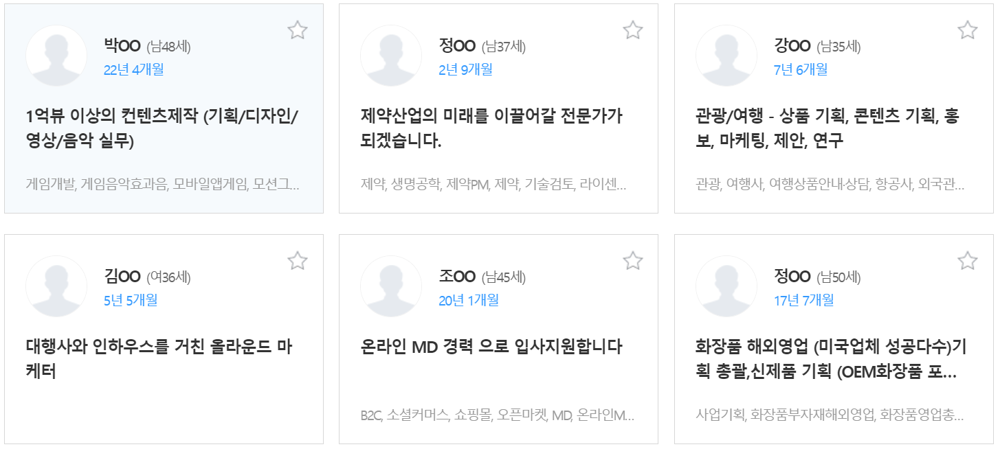 박OO (남48세)
22년 4개월
1억뷰 이상의 컨텐츠제작 (기획/디자인/
영상/음악 실무)
게임개발, 게임음악효과음, 모바일앱게임, 모션그...
정OO (남37세)
2년 9개월
제약산업의 미래를 이끌어갈 전문가가
되겠습니다.
제약, 생명공학, 제약PM, 제약, 기술검토, 라이센...
강OO (남35세)
7년 6개월
관광/여행 - 상품 기획, 콘텐츠 기획, 홍
보, 마케팅, 제안, 연구
관광, 여행사, 여행상품안내·상담, 항공사, 외국관...
김OO (여36세)
5년 5개월
대행사와 인하우스를 거친 올라운드 마
케터
조OO (남45세)
20년 1개월
온라인 MD 경력 으로 입사지원합니다
B2C, 소셜커머스, 쇼핑몰, 오픈마켓, MD, 온라인M...
정OO (남50세)
17년 7개월
화장품 해외영업 (미국업체 성공다수)기
획 총괄,신제품 기획 (OEM화장품 포...
사업기획, 화장품부자재해외영업, 화장품영업총...